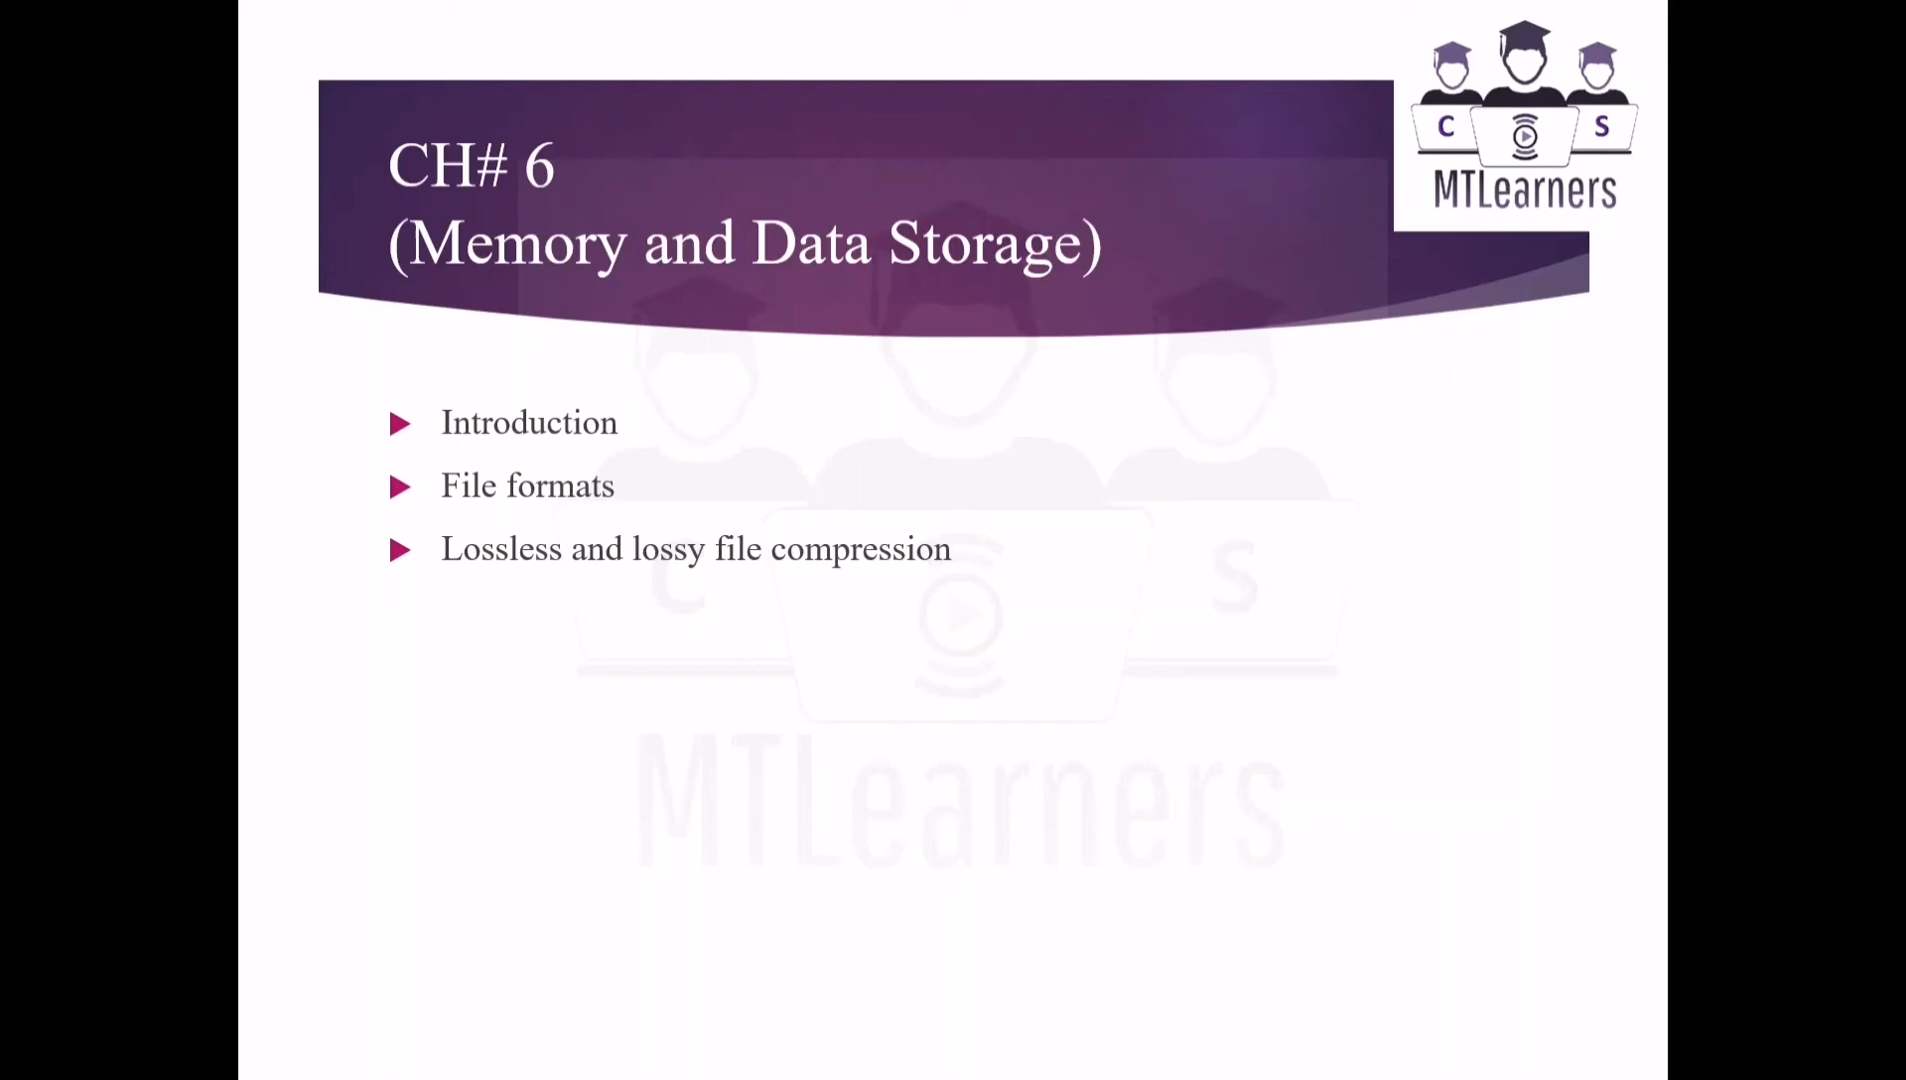 CH# 6
(Memory and Data Storage)
C S
MTLearners
Introduction
File formats
Lossless and lossy file compression
C S
MTLearners